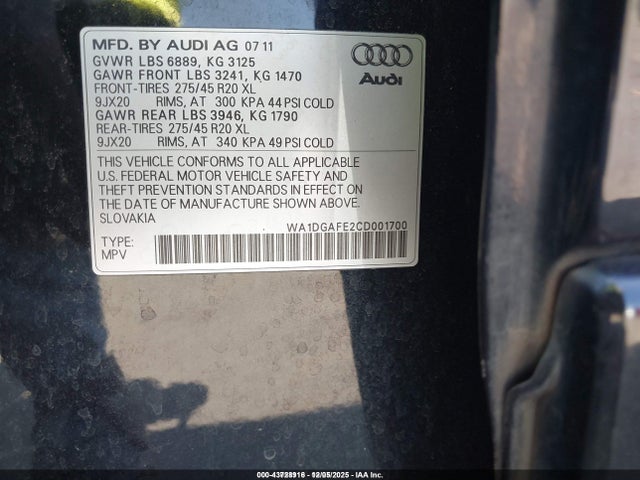 MFD. BY AUDI AG 07 11
GVWR LBS 6889, KG 3125
GAWR FRONT LBS 3241, KG 1470
FRONT-TIRES 275/45 R20 XL
9JX20 RIMS, AT 300 KPA 44 PSI COLD
GAWR REAR LBS 3946, KG 1790
REAR-TIRES 275/45 R20 XL
9JX20 RIMS, AT 340 KPA 49 PSI COLD
Audi
THIS VEHICLE CONFORMS TO ALL APPLICABLE
U.S. FEDERAL MOTOR VEHICLE SAFETY AND
THEFT PREVENTION STANDARDS IN EFFECT ON
THE DATE OF MANUFACTURE SHOWN ABOVE.
SLOVAKIA
WA1DGAFE2CD001700
TYPE:
MPV
000-43728916 - 12/05/2025 - IAA Inc.